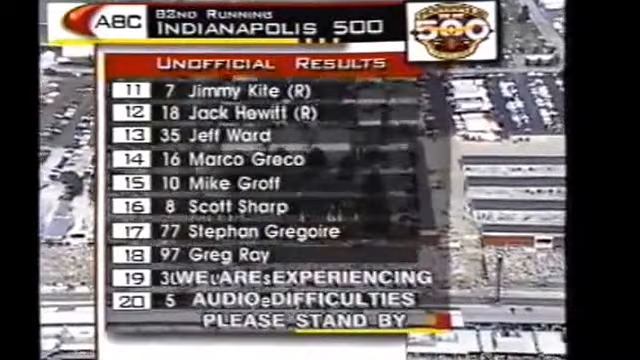 ABC
82ND RUNNING
INDIANAPOLIS 500
500
UNOFFICIAL RESULTS
11 7 Jimmy Kite (R)
12 18 Jack Hewitt (R)
13 35 Jeff Ward
14 16 Marco Greco
15 10 Mike Groff
16 8 Scott Sharp
17 77 Stephan Gregoire
18 97 Greg Ray
19 WE ARE EXPERIENCING
20 5 AUDIO DIFFICULTIES
PLEASE STAND BY